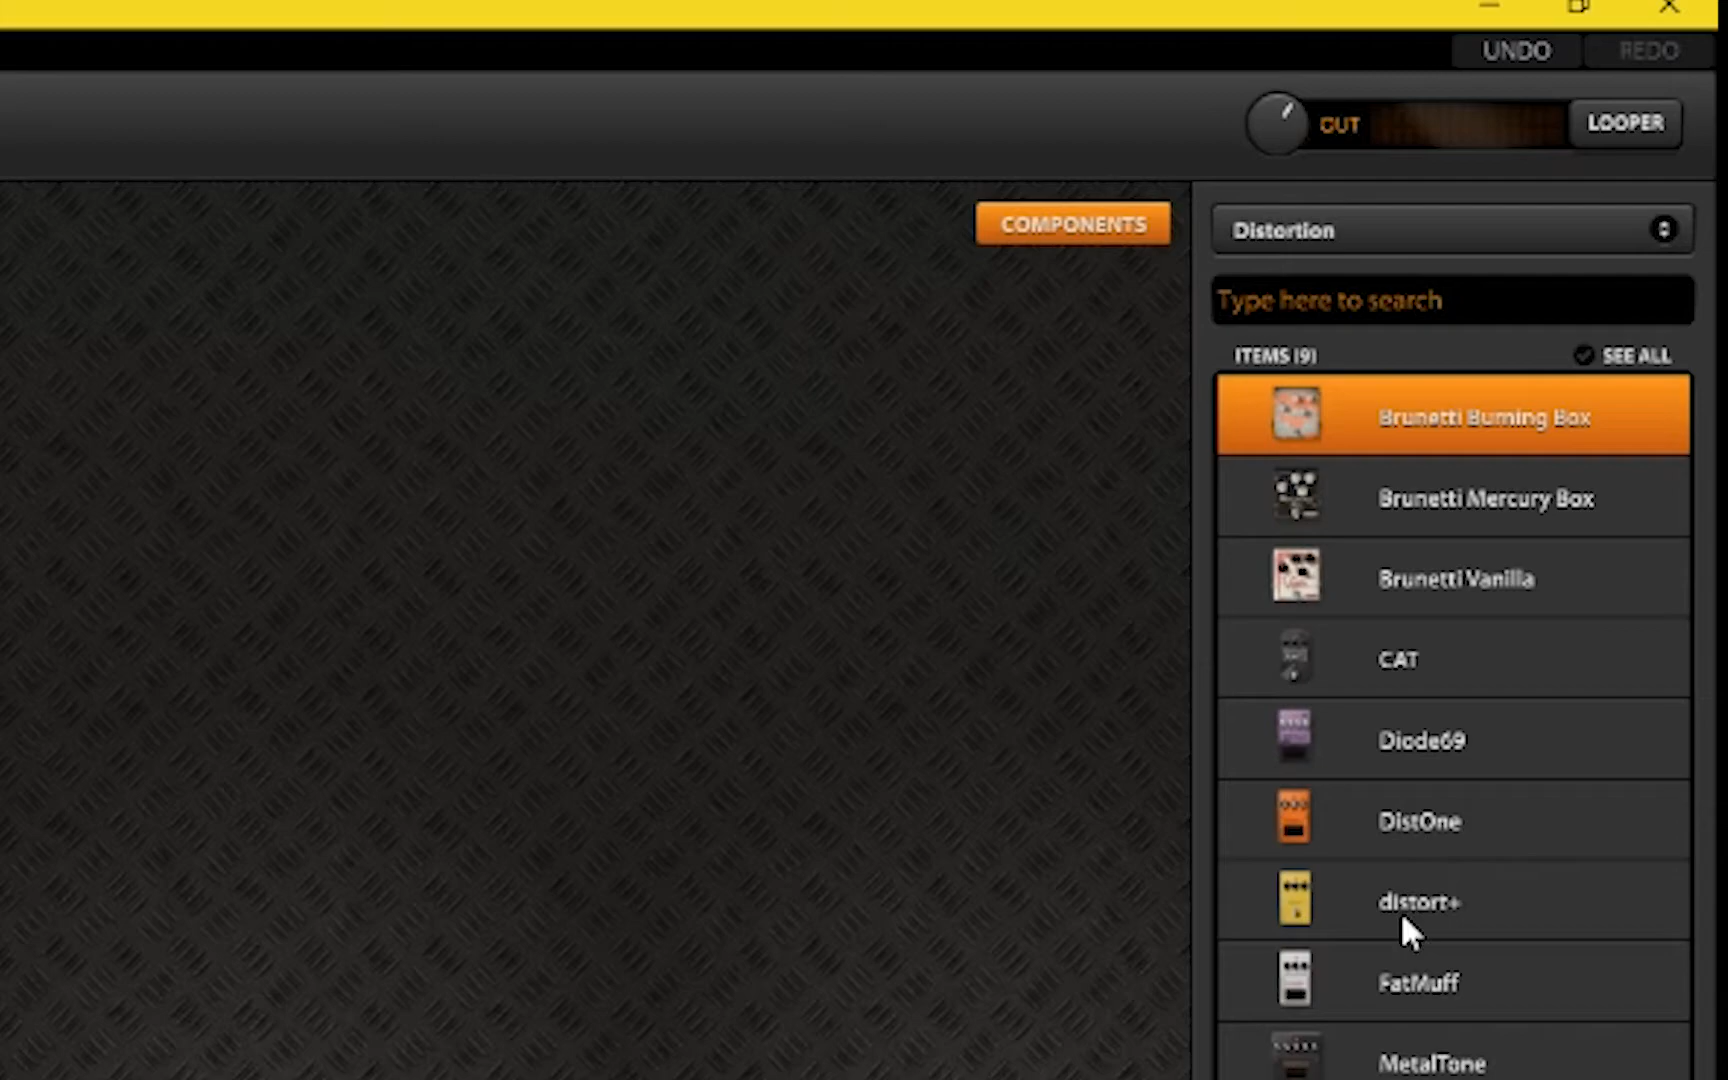 UNDO REDO
OUT
LOOPER
COMPONENTS
Distortion
Type here to search
ITEMS (9) SEE ALL
Brunetti Burning Box
Brunetti Mercury Box
Brunetti Vanilla
CAT
Diode69
DistOne
distort+
FatMuff
MetalTone